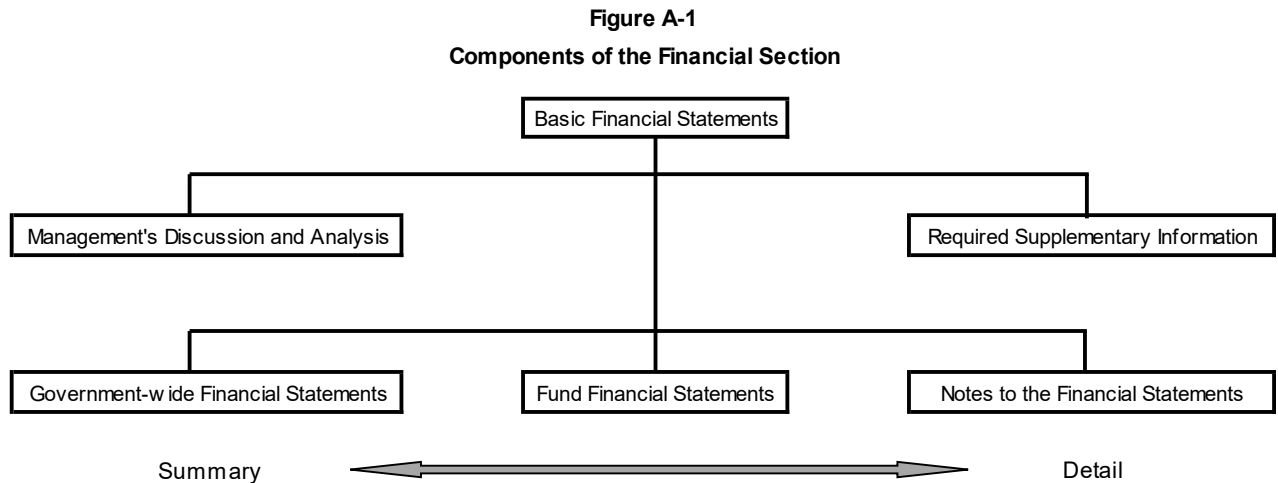 Figure A-1
Components of the Financial Section
Basic Financial Statements
Management's Discussion and Analysis
Required Supplementary Information
Government-wide Financial Statements
Fund Financial Statements
Notes to the Financial Statements
Summary
Detail